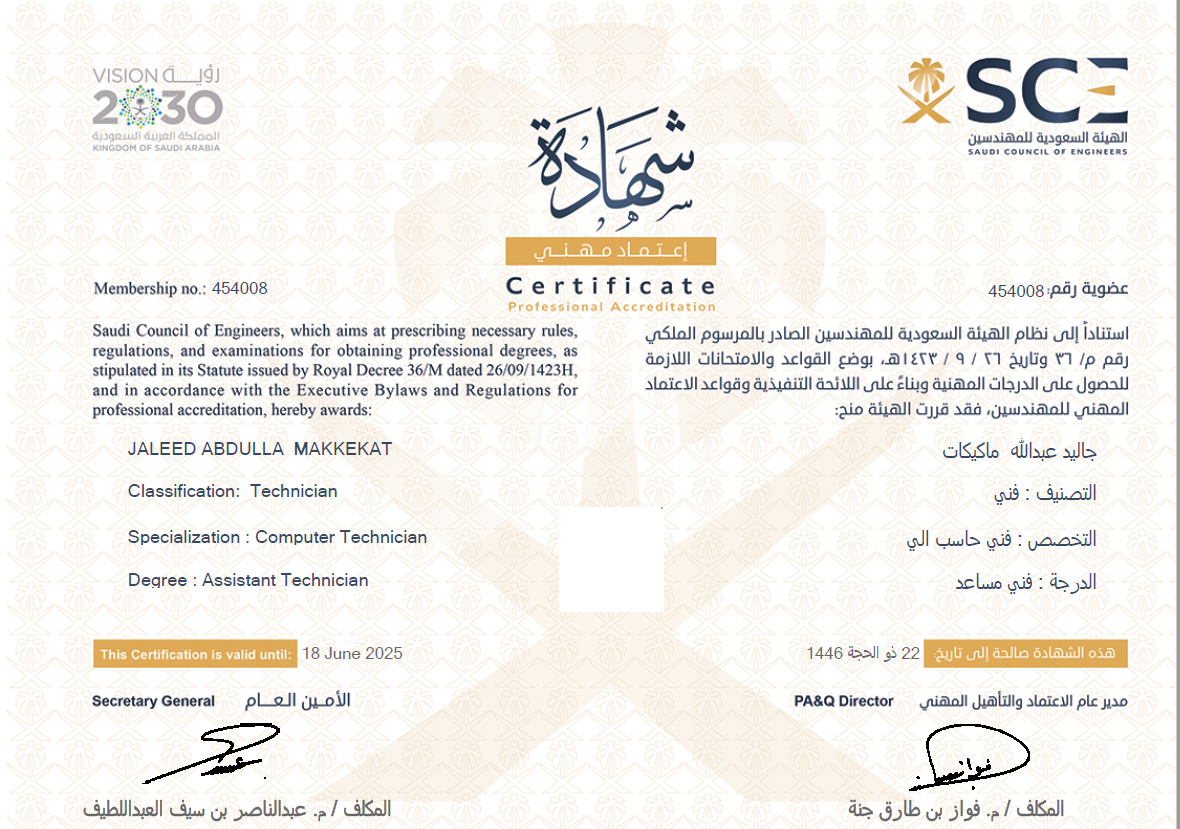 VISION رؤيــة
2030
المملكة العربية السعودية
KINGDOM OF SAUDI ARABIA
SCE
الهيئة السعودية للمهندسين
SAUDI COUNCIL OF ENGINEERS
شهادة
إعـتـمـاد مـهـنـي
Certificate
Professional Accreditation
Membership no.: 454008
Saudi Council of Engineers, which aims at prescribing necessary rules,
regulations, and examinations for obtaining professional degrees, as
stipulated in its Statute issued by Royal Decree 36/M dated 26/09/1423H,
and in accordance with the Executive Bylaws and Regulations for
professional accreditation, hereby awards:
JALEED ABDULLA MAKKEKAT
Classification: Technician
Specialization : Computer Technician
Degree : Assistant Technician
عضوية رقم: 454008
استناداً إلى نظام الهيئة السعودية للمهندسين الصادر بالمرسوم الملكي
رقم م/ ٣٦ وتاريخ ٢٦ / ٩ / ١٤٢٣هـ، بوضع القواعد والامتحانات اللازمة
للحصول على الدرجات المهنية وبناءً على اللائحة التنفيذية وقواعد الاعتماد
المهني للمهندسين، فقد قررت الهيئة منح:
جاليد عبدالله ماكيكات
التصنيف : فني
التخصص : فني حاسب الي
الدرجة : فني مساعد
This Certification is valid until: 18 June 2025
هذه الشهادة صالحة إلى تاريخ: 22 ذو الحجة 1446
Secretary General الأمـين الـعــام
المكلف / م. عبدالناصر بن سيف العبداللطيف
PA&Q Director مدير عام الاعتماد والتأهيل المهني
المكلف / م. فواز بن طارق جنة